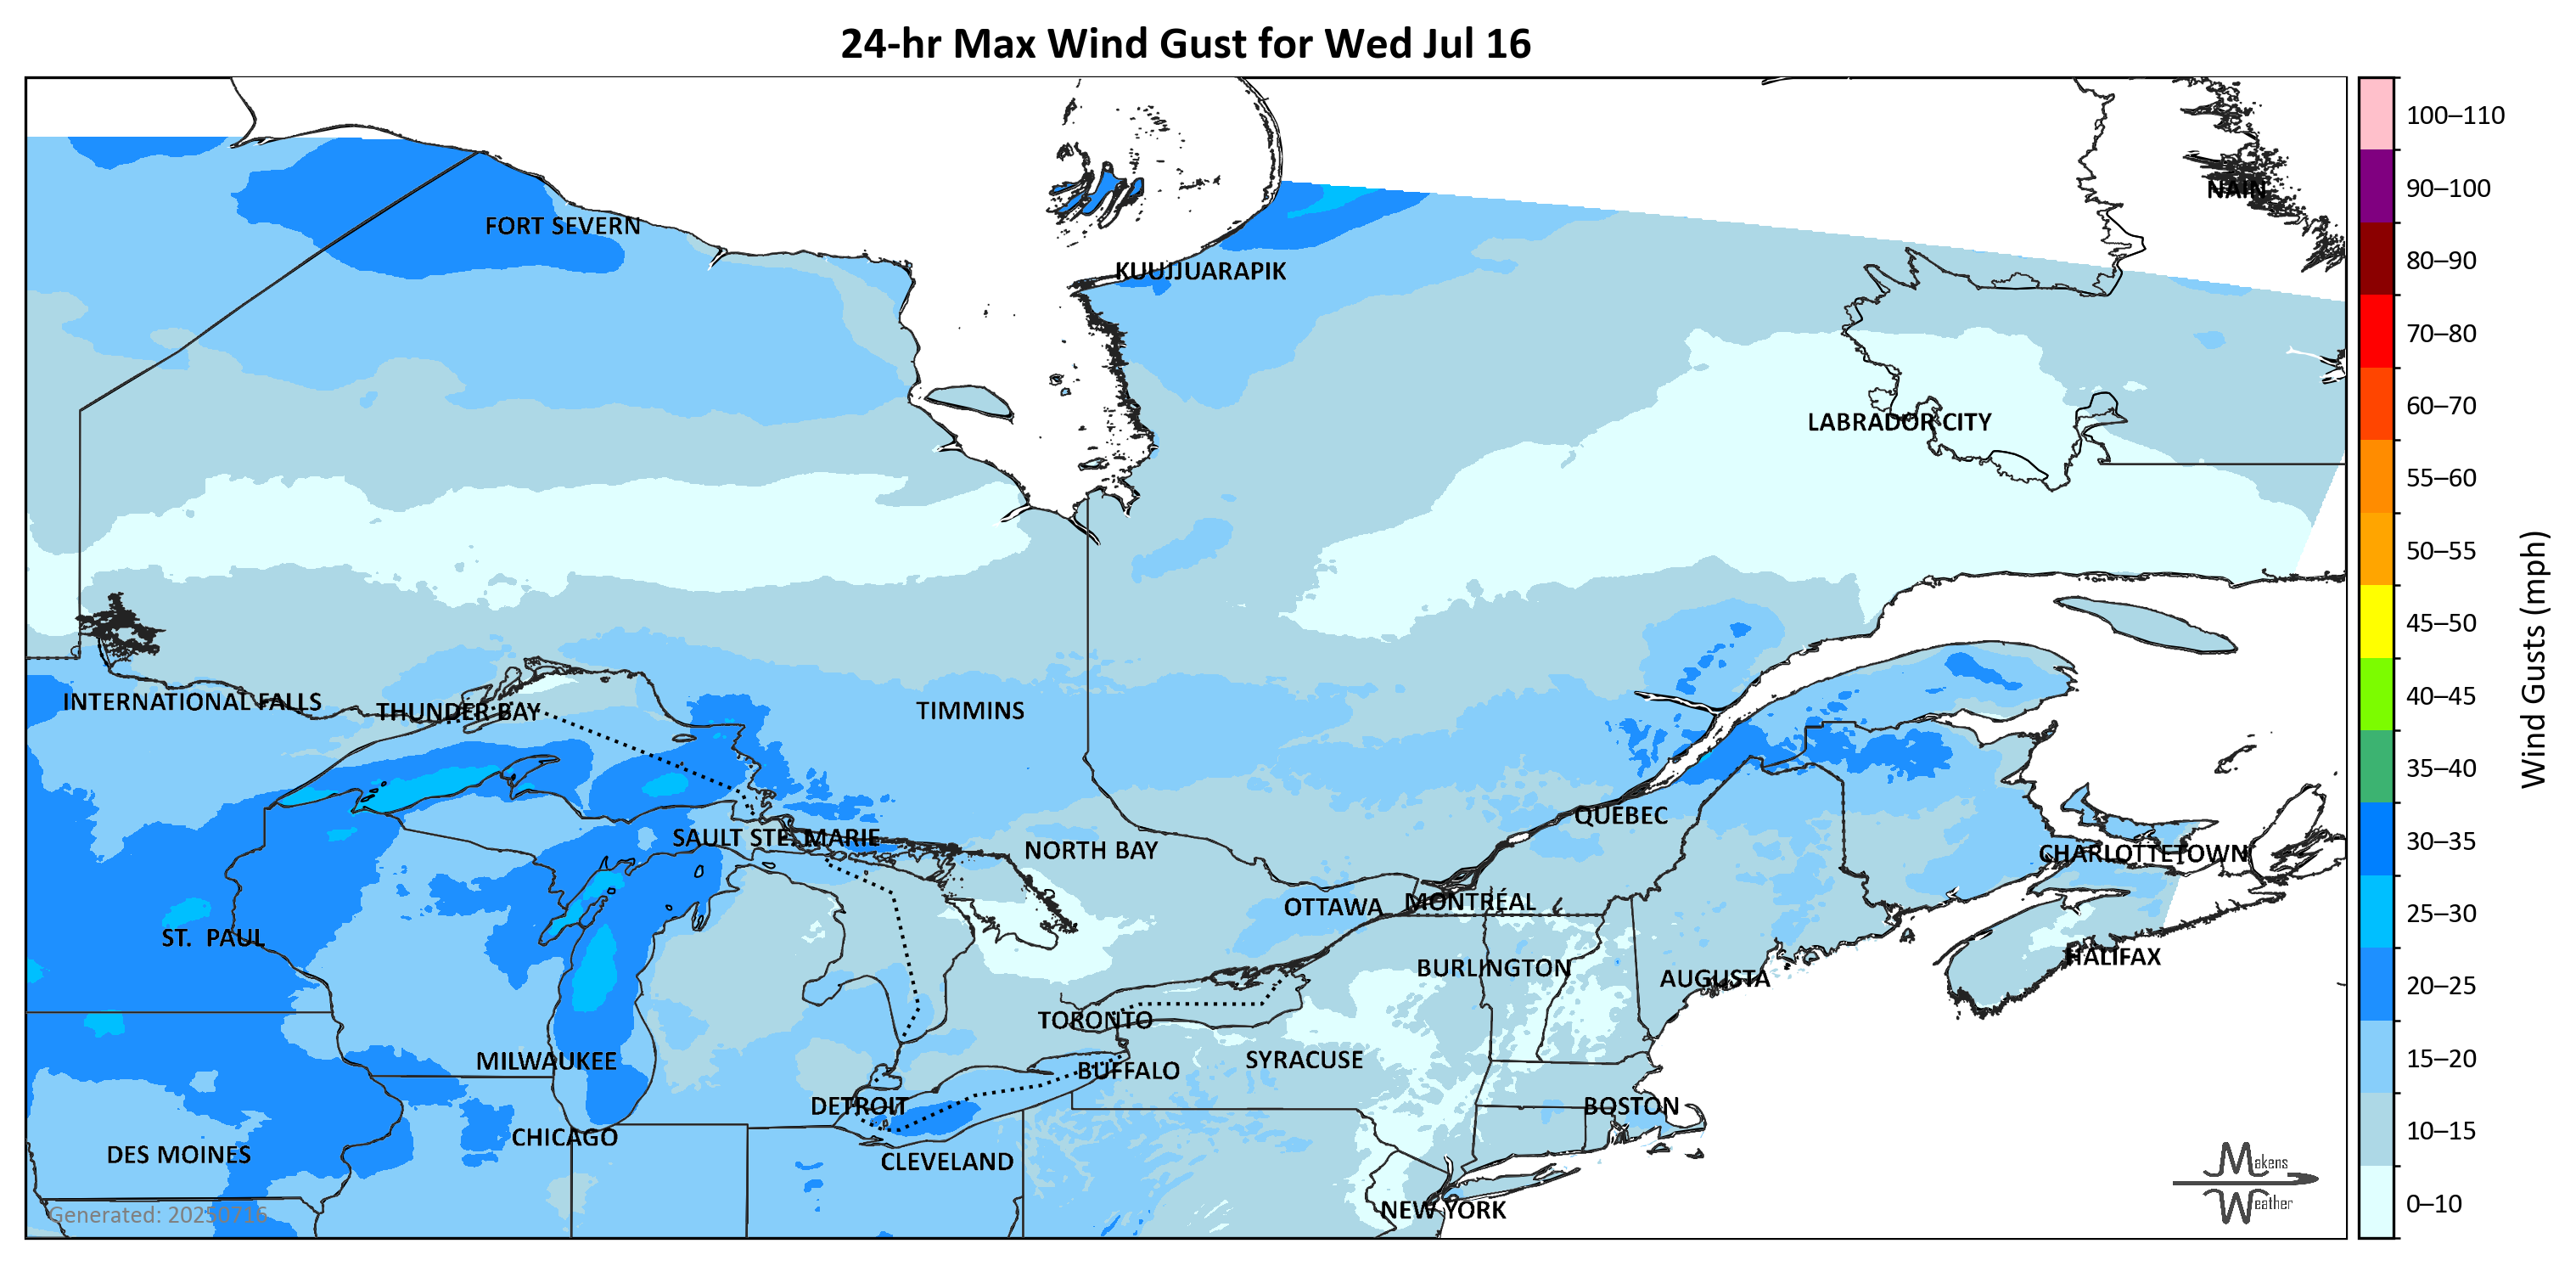 24-hr Max Wind Gust for Wed Jul 16
100–110
90–100
NAIN
FORT SEVERN
80–90
KUUJJUARAPIK
70–80
60–70
LABRADOR CITY
55–60
50–55
45–50
40–45
INTERNATIONAL FALLS
THUNDER BAY
TIMMINS
Wind Gusts (mph)
35–40
QUEBEC
30–35
SAULT STE. MARIE
NORTH BAY
CHARLOTTETOWN
OTTAWA
MONTRÉAL
25–30
ST. PAUL
HALIFAX
BURLINGTON
AUGUSTA
20–25
TORONTO
MILWAUKEE
SYRACUSE
15–20
BUFFALO
DETROIT
BOSTON
10–15
CHICAGO
DES MOINES
CLEVELAND
Makens
Weather
NEW YORK
0–10
Generated: 20250716